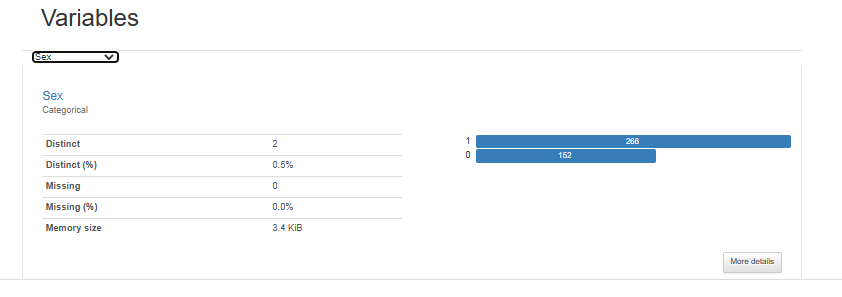 Variables
Sex
Sex
Categorical
Distinct 2
Distinct (%) 0.5%
Missing 0
Missing (%) 0.0%
Memory size 3.4 KiB
1 266
0 152
More details